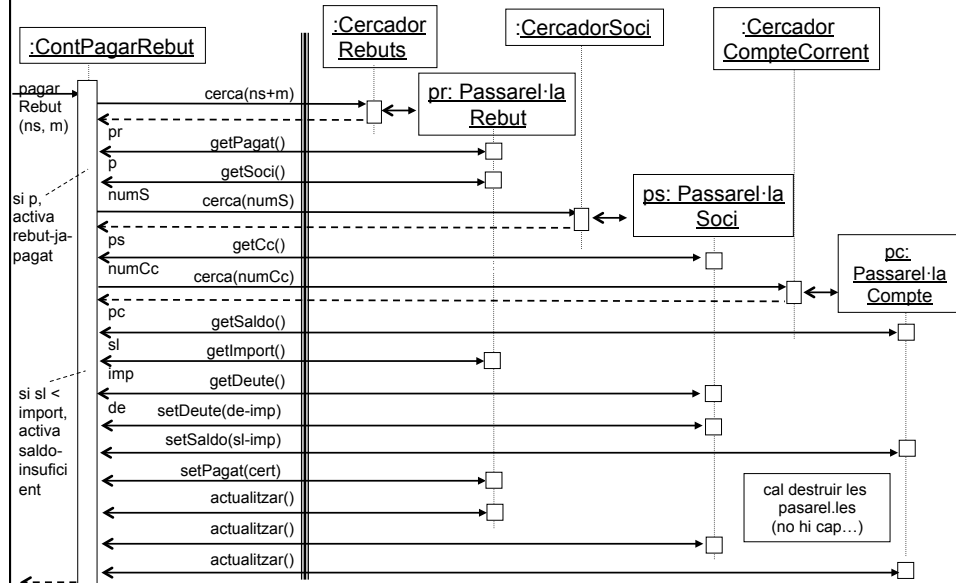 :ContPagarRebut
:Cercador
Rebuts
:CercadorSoci
:Cercador
CompteCorrent
pagar
Rebut
(ns, m)
cerca(ns+m)
pr: Passarel·la
Rebut
pr
getPagat()
p
getSoci()
numS
si p,
activa
rebut-ja-
pagat
cerca(numS)
ps: Passarel·la
Soci
ps
getCc()
numCc
cerca(numCc)
pc:
Passarel·la
Compte
pc
getSaldo()
sl
getImport()
imp
getDeute()
de
si sl <
import,
activa
saldo-
insufici
ent
setDeute(de-imp)
setSaldo(sl-imp)
setPagat(cert)
actualitzar()
actualitzar()
actualitzar()
cal destruir les
pasarel.les
(no hi cap…)